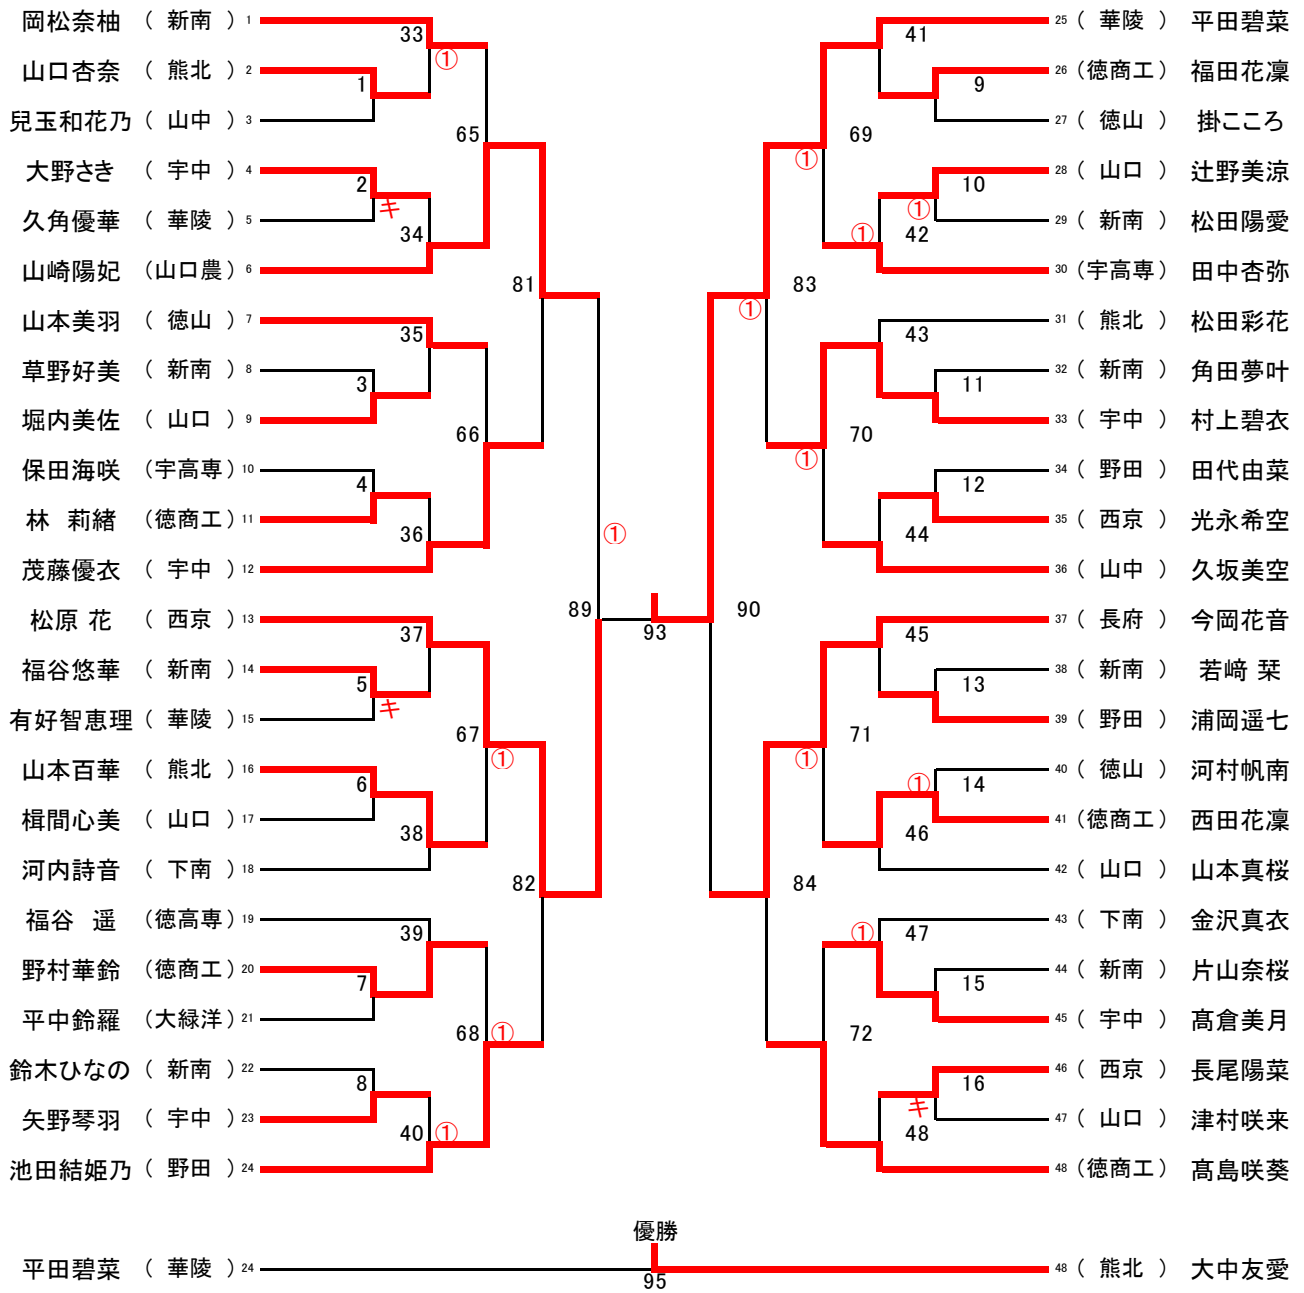 岡松奈柚 （ 新南 ） 1
山口杏奈 （ 熊北 ） 2
兒玉和花乃 （ 山中 ） 3
大野さき （ 宇中 ） 4
久角優華 （ 華陵 ） 5
山崎陽妃 （山口農） 6
山本美羽 （ 徳山 ） 7
草野好美 （ 新南 ） 8
堀内美佐 （ 山口 ） 9
保田海咲 （宇高専） 10
林 莉緒 （徳商工） 11
茂藤優衣 （ 宇中 ） 12
松原 花 （ 西京 ） 13
福谷悠華 （ 新南 ） 14
有好智恵理 （ 華陵 ） 15
山本百華 （ 熊北 ） 16
楫間心美 （ 山口 ） 17
河内詩音 （ 下南 ） 18
福谷 遥 （徳高専） 19
野村華鈴 （徳商工） 20
平中鈴羅 （大緑洋） 21
鈴木ひなの （ 新南 ） 22
矢野琴羽 （ 宇中 ） 23
池田結姫乃 （ 野田 ） 24
1
2
キ
3
4
5
キ
6
7
8
33
①
34
35
36
37
38
39
40
①
65
66
67
①
68
①
81
82
89
①
93
90
83
①
84
69
①
70
①
71
①
72
41
42
①
43
44
45
46
47
①
48
9
10
①
11
12
13
14
①
15
16
キ
25 （ 華陵 ） 平田碧菜
26 （徳商工） 福田花凜
27 （ 徳山 ） 掛こころ
28 （ 山口 ） 辻野美涼
29 （ 新南 ） 松田陽愛
30 （宇高専） 田中杏弥
31 （ 熊北 ） 松田彩花
32 （ 新南 ） 角田夢叶
33 （ 宇中 ） 村上碧衣
34 （ 野田 ） 田代由菜
35 （ 西京 ） 光永希空
36 （ 山中 ） 久坂美空
37 （ 長府 ） 今岡花音
38 （ 新南 ） 若﨑 栞
39 （ 野田 ） 浦岡遥七
40 （ 徳山 ） 河村帆南
41 （徳商工） 西田花凜
42 （ 山口 ） 山本真桜
43 （ 下南 ） 金沢真衣
44 （ 新南 ） 片山奈桜
45 （ 宇中 ） 髙倉美月
46 （ 西京 ） 長尾陽菜
47 （ 山口 ） 津村咲来
48 （徳商工） 髙島咲葵
優勝
平田碧菜 （ 華陵 ） 24
95
48 （ 熊北 ） 大中友愛